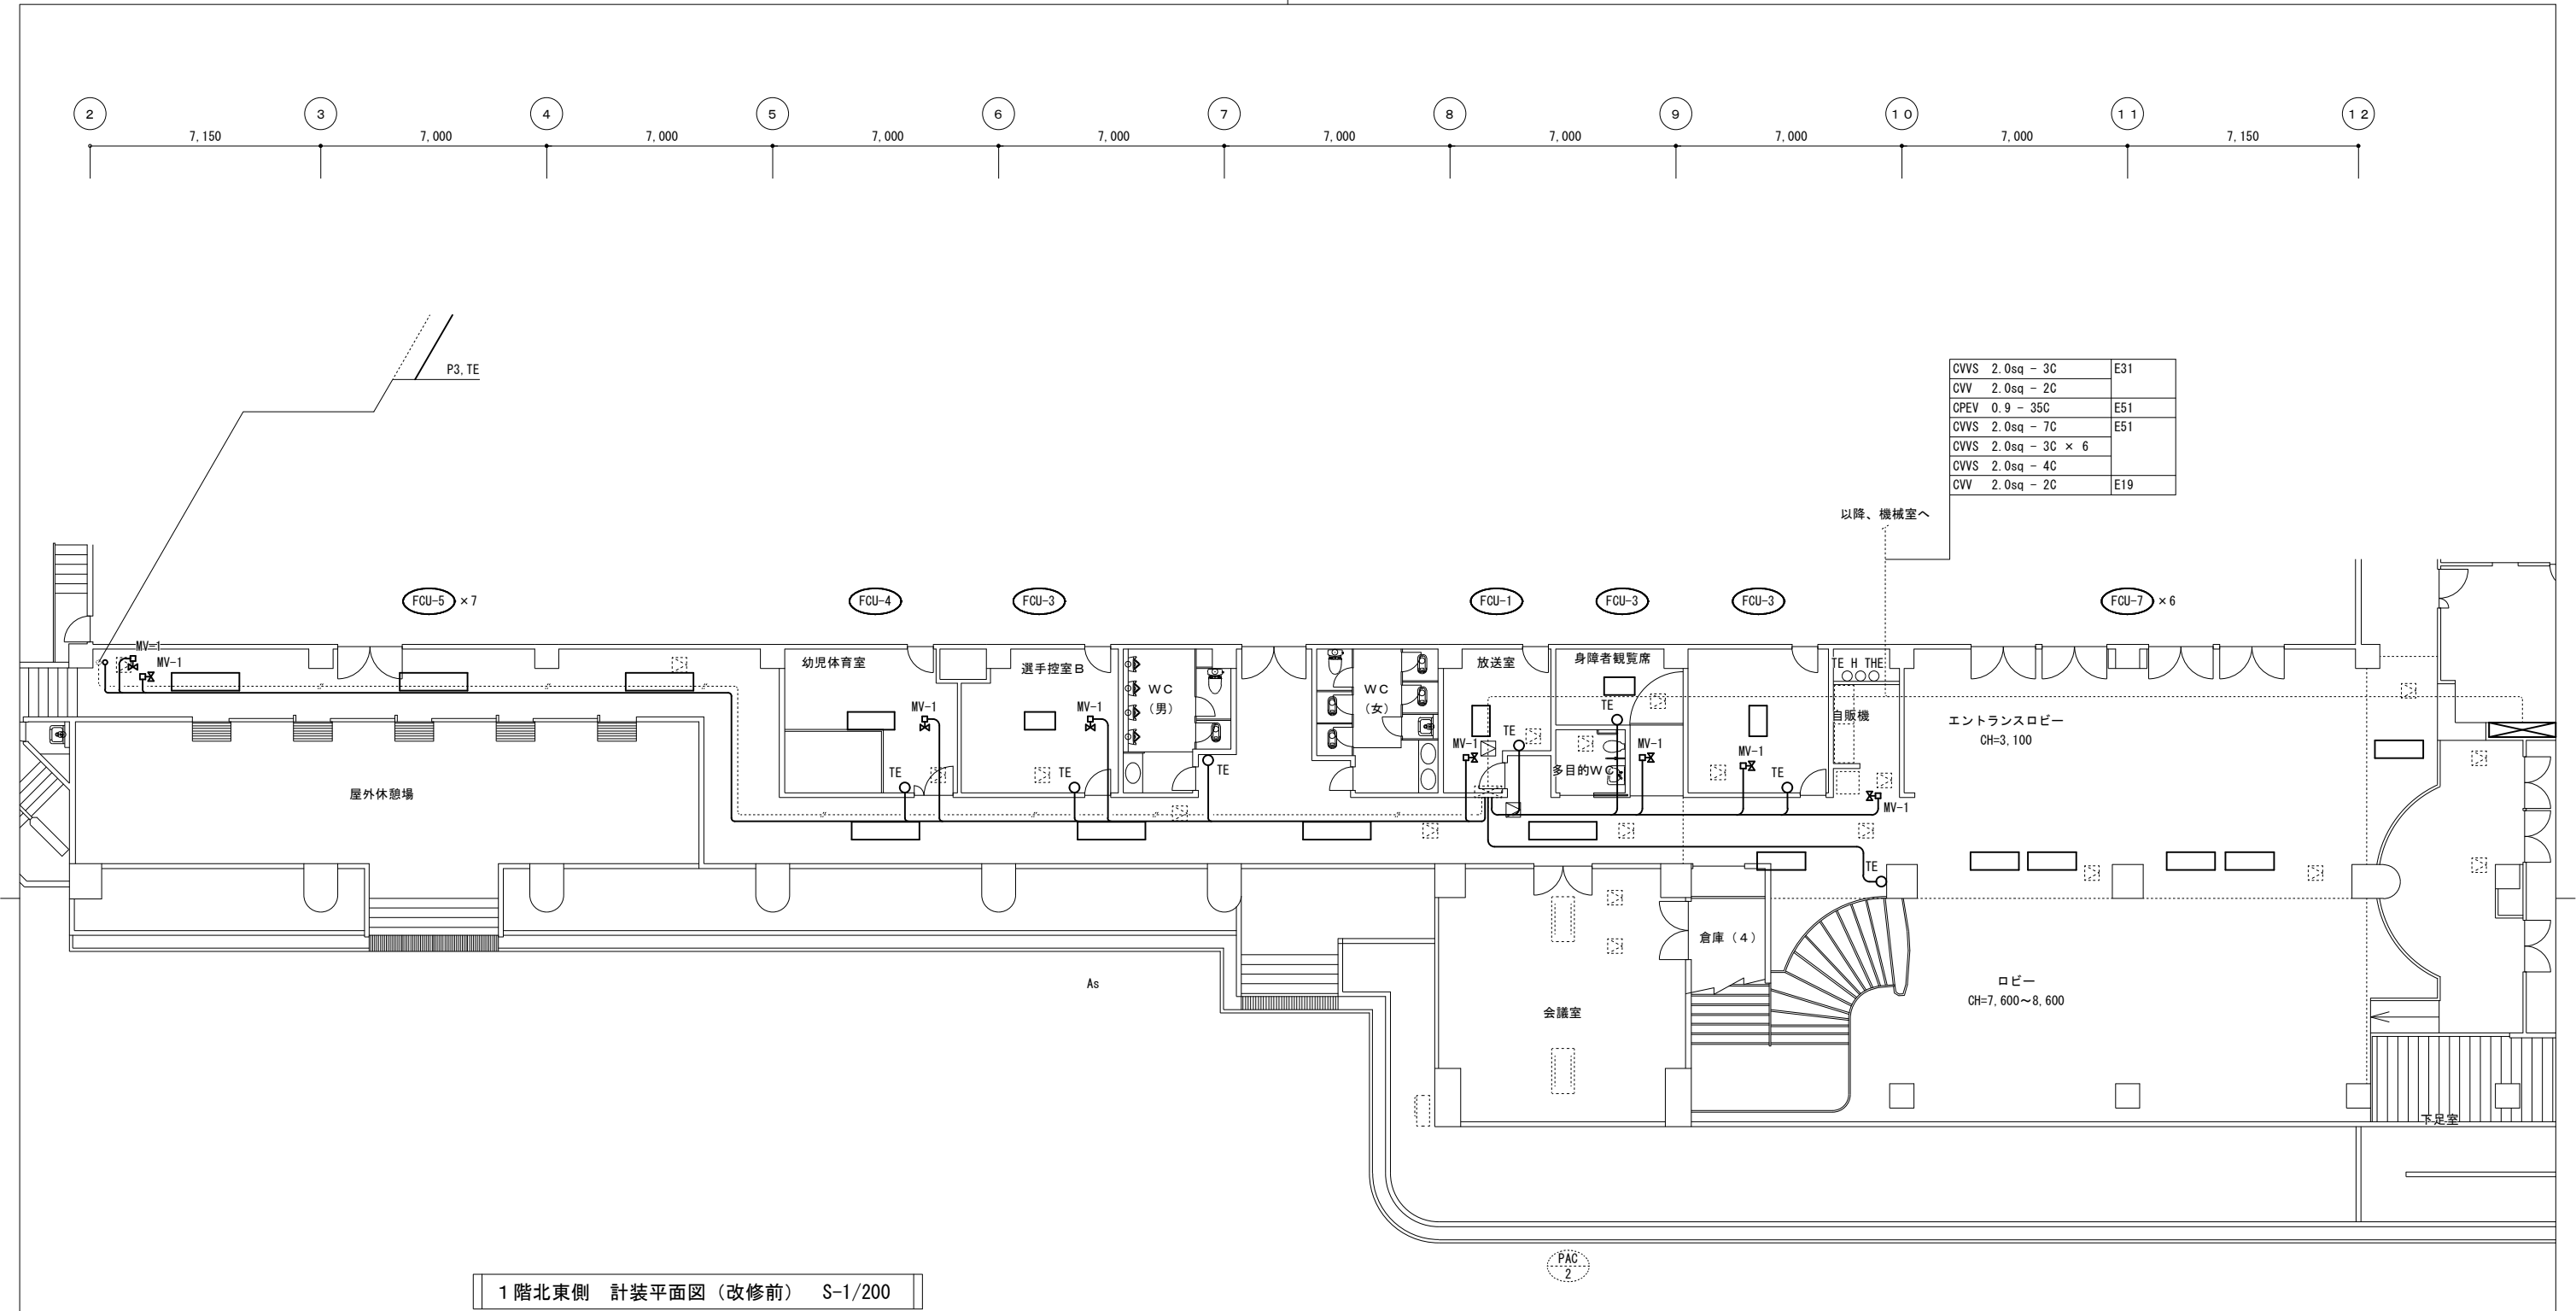 2 3 4 5 6 7 8 9 10 11 12
7,150 7,000 7,000 7,000 7,000 7,000 7,000 7,000 7,000 7,150
P3,TE
CVVS 2.0sq - 3C E31
CVV 2.0sq - 2C
CPEV 0.9 - 35C E51
CVVS 2.0sq - 7C E51
CVVS 2.0sq - 3C × 6
CVVS 2.0sq - 4C
CVV 2.0sq - 2C E19
以降、機械室へ
FCU-5 ×7 FCU-4 FCU-3 FCU-1 FCU-3 FCU-3 FCU-7 ×6
MV-1
MV-1
幼児体育室
選手控室B
放送室
身障者観覧席
TE H THE
WC
(男)
WC
(女)
MV-1
MV-1
TE
自販機
エントランスロビー
CH=3,100
TE
MV-1
MV-1
MV-1
多目的WC
TE
TE
TE
TE
屋外休憩場
MV-1
TE
倉庫（4）
As
ロビー
CH=7,600～8,600
会議室
下足室
PAC
2
1階北東側 計装平面図（改修前） S-1/200